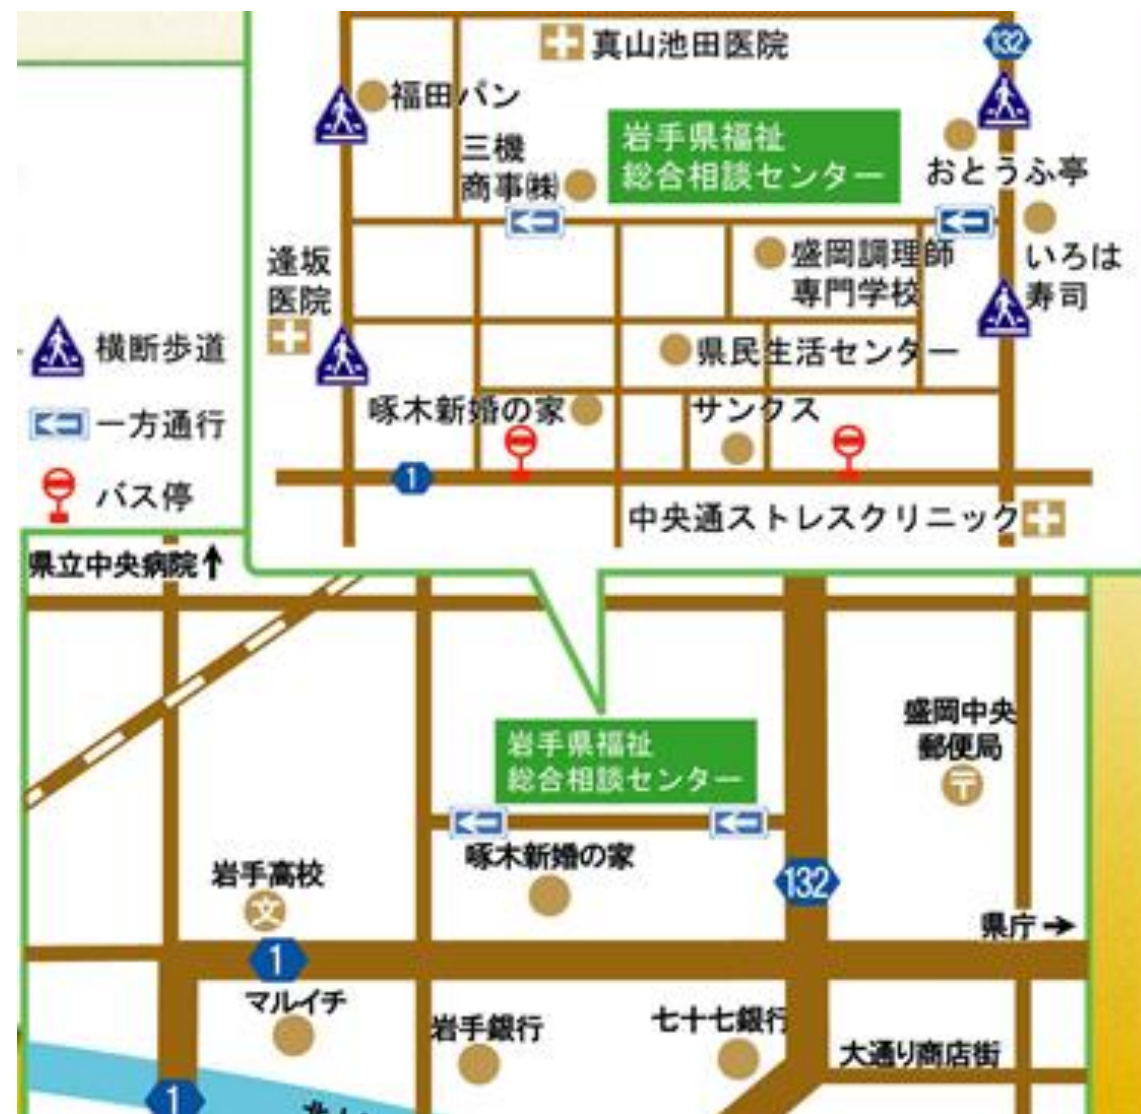 真山池田医院
132
福田パン
三機
商事㈱
岩手県福祉
総合相談センター
おとうふ亭
逢坂
医院
盛岡調理師
専門学校
いろは
寿司
横断歩道
県民生活センター
一方通行
啄木新婚の家
サンクス
バス停
1
中央通ストレスクリニック
県立中央病院
盛岡中央
郵便局
岩手県福祉
総合相談センター
啄木新婚の家
岩手高校
文
132
県庁
1
マルイチ
岩手銀行
七十七銀行
大通り商店街
1